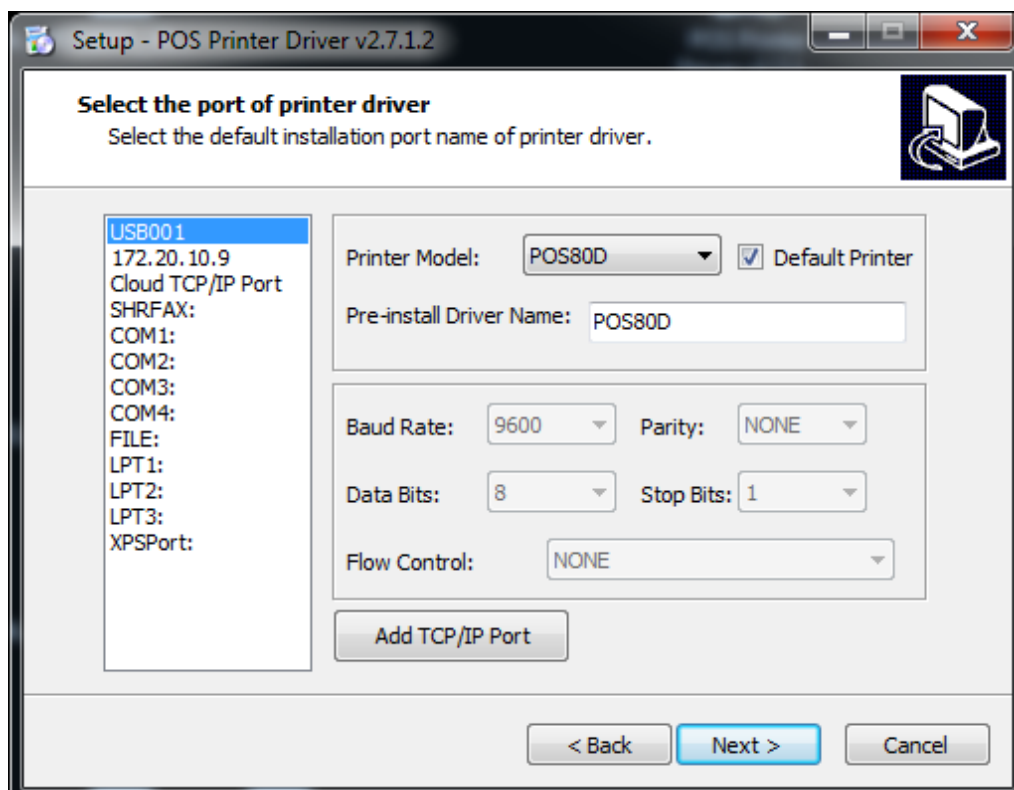 Setup - POS Printer Driver v2.7.1.2
Select the port of printer driver
Select the default installation port name of printer driver.
USB001
172.20.10.9
Cloud TCP/IP Port
SHRFAX:
COM1:
COM2:
COM3:
COM4:
FILE:
LPT1:
LPT2:
LPT3:
XPSPort:
Printer Model: POS80D Default Printer
Pre-install Driver Name: POS80D
Baud Rate: 9600 Parity: NONE
Data Bits: 8 Stop Bits: 1
Flow Control: NONE
Add TCP/IP Port
< Back Next > Cancel